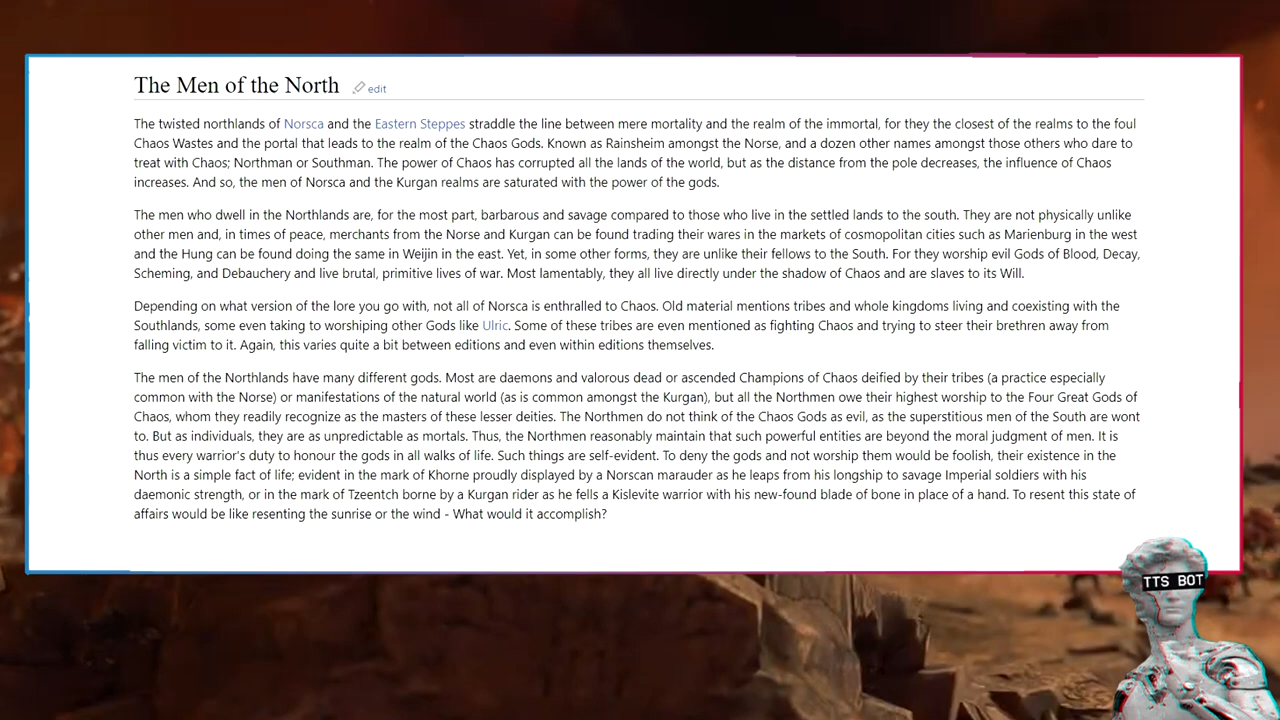 The Men of the North edit
The twisted northlands of Norsca and the Eastern Steppes straddle the line between mere mortality and the realm of the immortal, for they the closest of the realms to the foul
Chaos Wastes and the portal that leads to the realm of the Chaos Gods. Known as Rainsheim amongst the Norse, and a dozen other names amongst those others who dare to
treat with Chaos; Northman or Southman. The power of Chaos has corrupted all the lands of the world, but as the distance from the pole decreases, the influence of Chaos
increases. And so, the men of Norsca and the Kurgan realms are saturated with the power of the gods.
The men who dwell in the Northlands are, for the most part, barbarous and savage compared to those who live in the settled lands to the south. They are not physically unlike
other men and, in times of peace, merchants from the Norse and Kurgan can be found trading their wares in the markets of cosmopolitan cities such as Marienburg in the west
and the Hung can be found doing the same in Weijin in the east. Yet, in some other forms, they are unlike their fellows to the South. For they worship evil Gods of Blood, Decay,
Scheming, and Debauchery and live brutal, primitive lives of war. Most lamentably, they all live directly under the shadow of Chaos and are slaves to its Will.
Depending on what version of the lore you go with, not all of Norsca is enthralled to Chaos. Old material mentions tribes and whole kingdoms living and coexisting with the
Southlands, some even taking to worshiping other Gods like Ulric. Some of these tribes are even mentioned as fighting Chaos and trying to steer their brethren away from
falling victim to it. Again, this varies quite a bit between editions and even within editions themselves.
The men of the Northlands have many different gods. Most are daemons and valorous dead or ascended Champions of Chaos deified by their tribes (a practice especially
common with the Norse) or manifestations of the natural world (as is common amongst the Kurgan), but all the Northmen owe their highest worship to the Four Great Gods of
Chaos, whom they readily recognize as the masters of these lesser deities. The Northmen do not think of the Chaos Gods as evil, as the superstitious men of the South are wont
to. But as individuals, they are as unpredictable as mortals. Thus, the Northmen reasonably maintain that such powerful entities are beyond the moral judgment of men. It is
thus every warrior's duty to honour the gods in all walks of life. Such things are self-evident. To deny the gods and not worship them would be foolish, their existence in the
North is a simple fact of life; evident in the mark of Khorne proudly displayed by a Norscan marauder as he leaps from his longship to savage Imperial soldiers with his
daemonic strength, or in the mark of Tzeentch borne by a Kurgan rider as he fells a Kislevite warrior with his new-found blade of bone in place of a hand. To resent this state of
affairs would be like resenting the sunrise or the wind - What would it accomplish?
TTS BOT